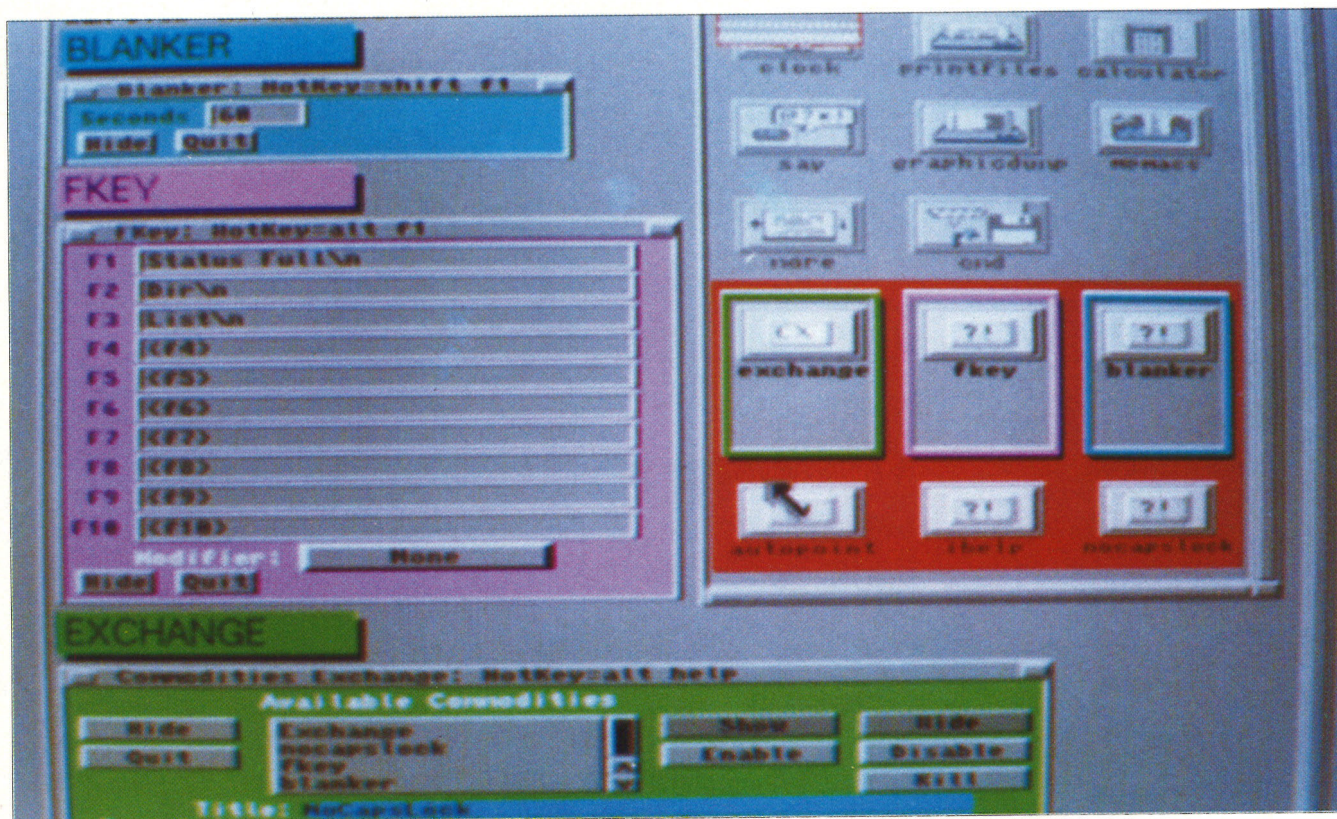 BLANKER
Blanker: HotKey=shift f1
Seconds 60
Hide Quit
FKEY
fKey: HotKey=alt f1
F1 Status Full\n
F2 Dir\n
F3 List\n
F4 <f4>
F5 <f5>
F6 <f6>
F7 <f7>
F8 <f8>
F9 <f9>
F10 <f10>
Modifier: None
Hide Quit
EXCHANGE
Commodities Exchange: HotKey=alt help
Available Commodities
Hide
Quit
Exchange
nocapslock
fkey
blanker
Show
Enable
Hide
Disable
Kill
Title: NoCapsLock
clock printfiles calculator
say graphicdump memacs
more cmd
CX ?! ?!
exchange fkey blanker
?! ?!
autopoint ihelp nocapslock